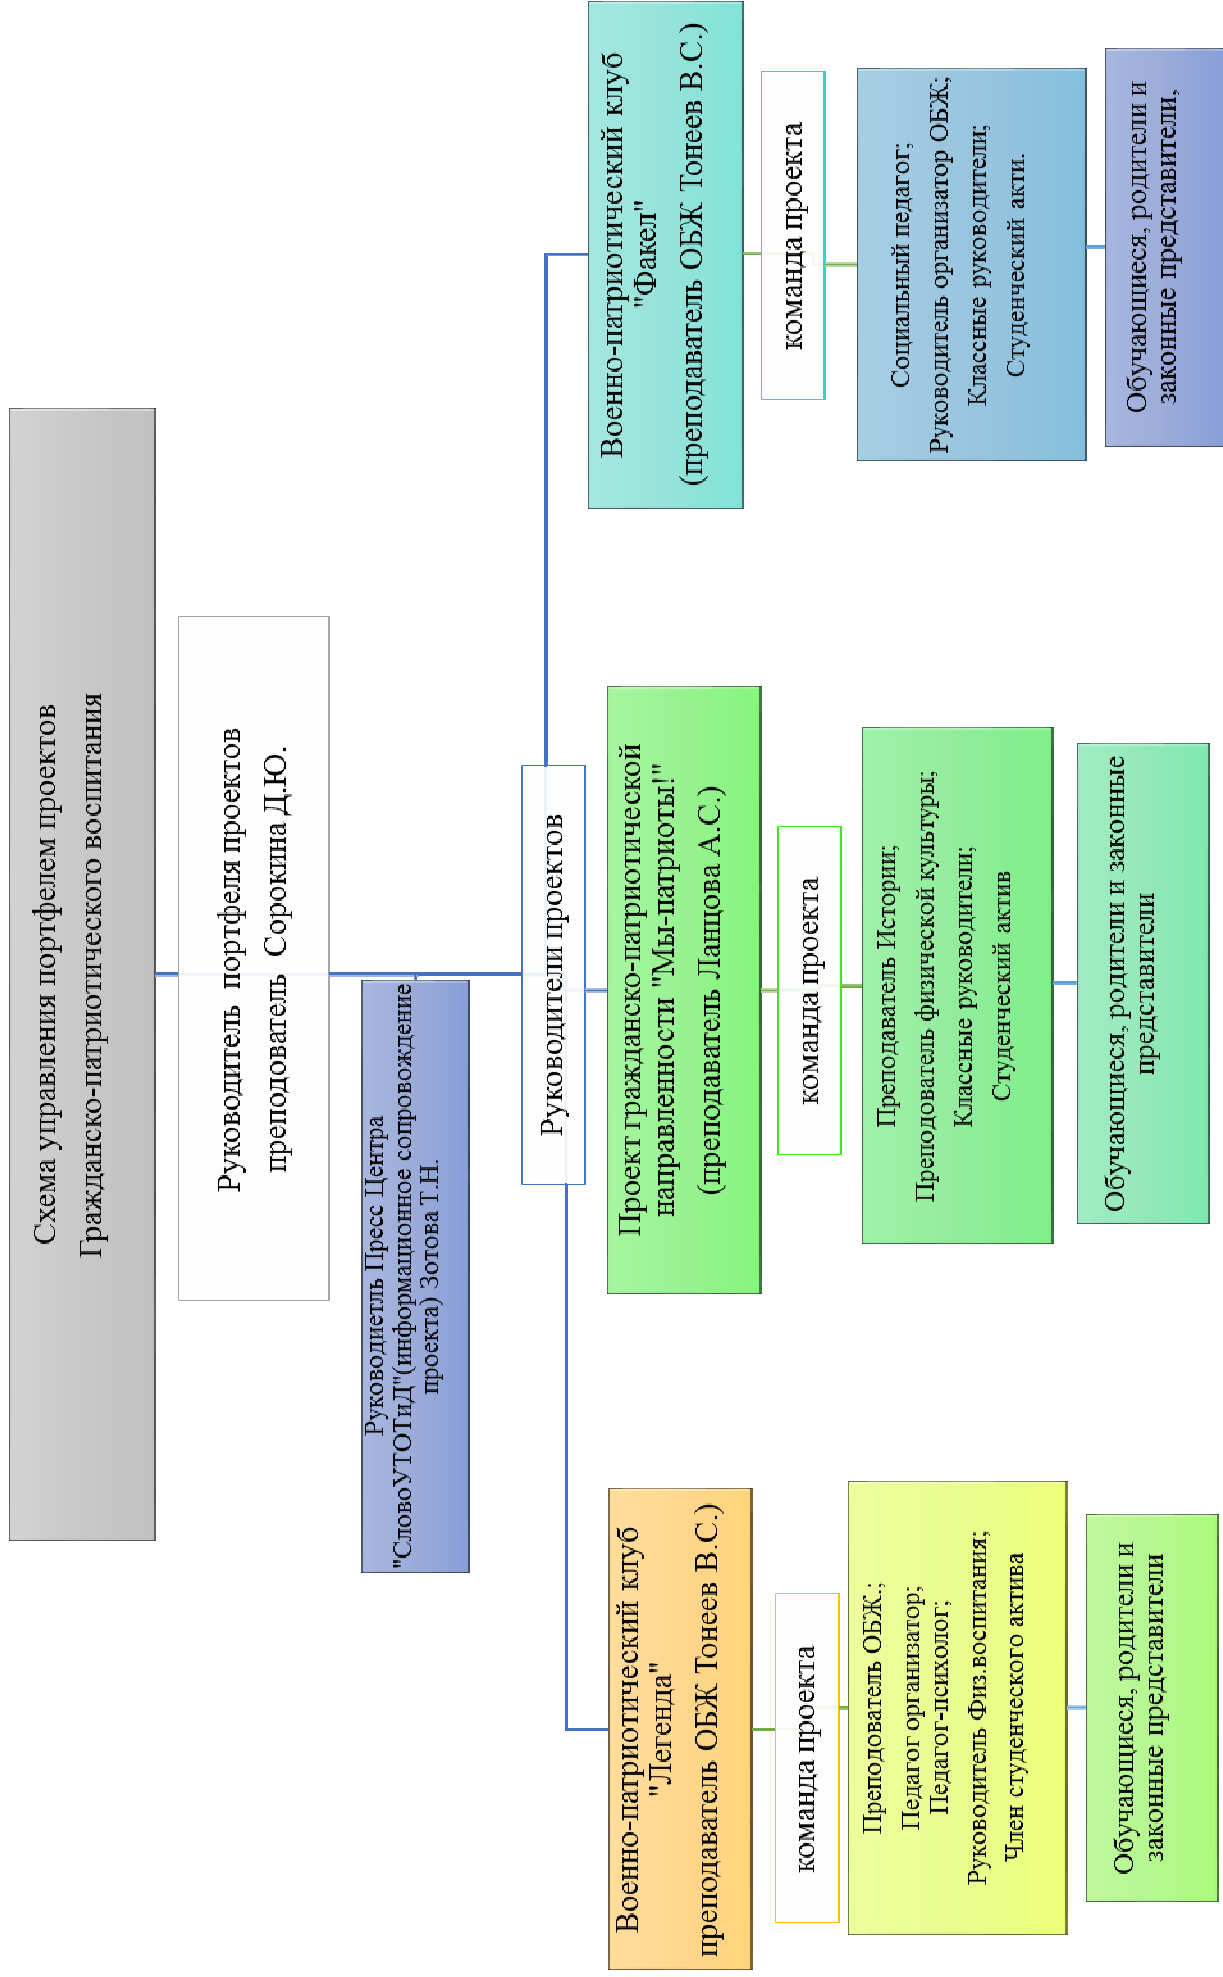 Схема управления портфелем проектов
Гражданско-патриотического воспитания
Руководитель портфеля проектов
преподователь Сорокина Д.Ю.
Руководиетль Пресс Центра
"СловоУТОТиД"(информационное сопровождение
проекта) Зотова Т.Н.
Руководители проектов
Военно-патриотический клуб
"Легенда"
преподаватель ОБЖ Тонеев В.С.)
команда проекта
Преподователь ОБЖ.;
Педагог организатор;
Педагог-психолог;
Руководитель Физ.воспитания;
Член студенческого актива
Обучающиеся, родители и
законные представители
Проект гражданско-патриотической
направленности "Мы-патриоты!"
(преподаватель Ланцова А.С.)
команда проекта
Преподаватель Истории;
Преподователь физической культуры;
Классные руководители;
Студенческий актив
Обучающиеся, родители и законные
представители
Военно-патриотический клуб
"Факел"
(преподаватель ОБЖ Тонеев В.С.)
команда проекта
Социальный педагог;
Руководитель организатор ОБЖ;
Классные руководители;
Студенческий акти.
Обучающиеся, родители и
законные представители,